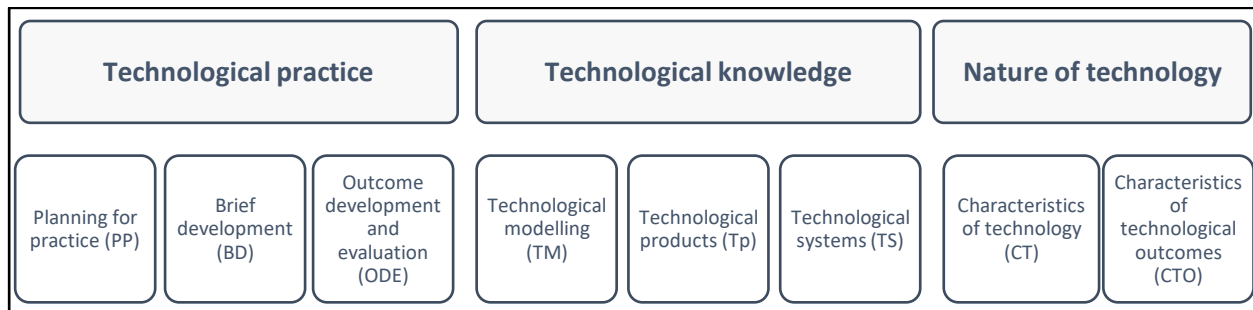 Technological practice
Technological knowledge
Nature of technology
Planning for
practice (PP)
Brief
development
(BD)
Outcome
development
and
evaluation
(ODE)
Technological
modelling
(TM)
Technological
products (Tp)
Technological
systems (TS)
Characteristics
of technology
(CT)
Characteristics
of
technological
outcomes
(CTO)